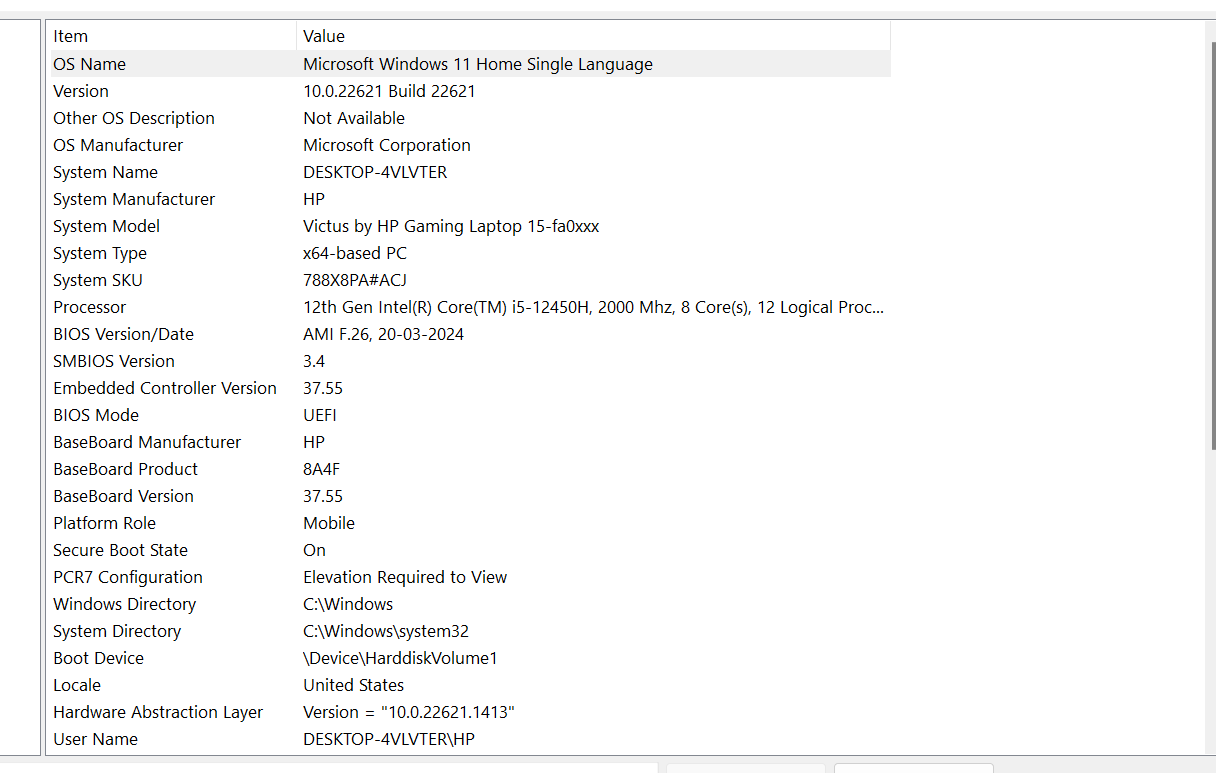 Item Value
OS Name Microsoft Windows 11 Home Single Language
Version 10.0.22621 Build 22621
Other OS Description Not Available
OS Manufacturer Microsoft Corporation
System Name DESKTOP-4VLVTER
System Manufacturer HP
System Model Victus by HP Gaming Laptop 15-fa0xxx
System Type x64-based PC
System SKU 788X8PA#ACJ
Processor 12th Gen Intel(R) Core(TM) i5-12450H, 2000 Mhz, 8 Core(s), 12 Logical Proc...
BIOS Version/Date AMI F.26, 20-03-2024
SMBIOS Version 3.4
Embedded Controller Version 37.55
BIOS Mode UEFI
BaseBoard Manufacturer HP
BaseBoard Product 8A4F
BaseBoard Version 37.55
Platform Role Mobile
Secure Boot State On
PCR7 Configuration Elevation Required to View
Windows Directory C:\Windows
System Directory C:\Windows\system32
Boot Device \Device\HarddiskVolume1
Locale United States
Hardware Abstraction Layer Version = "10.0.22621.1413"
User Name DESKTOP-4VLVTER\HP